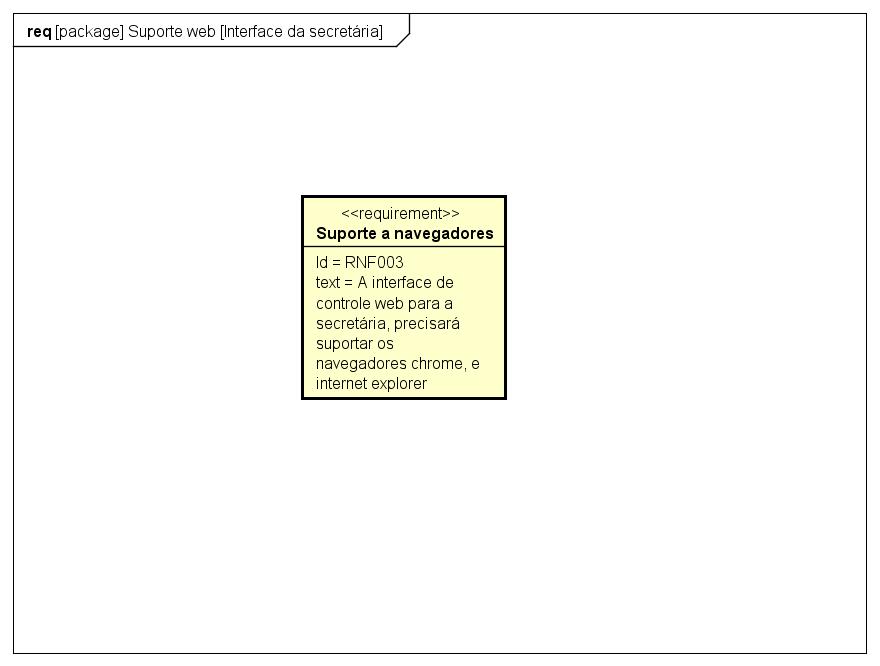 req [package] Suporte web [Interface da secretária]
<<requirement>>
Suporte a navegadores
Id = RNF003
text = A interface de
controle web para a
secretária, precisará
suportar os
navegadores chrome, e
internet explorer